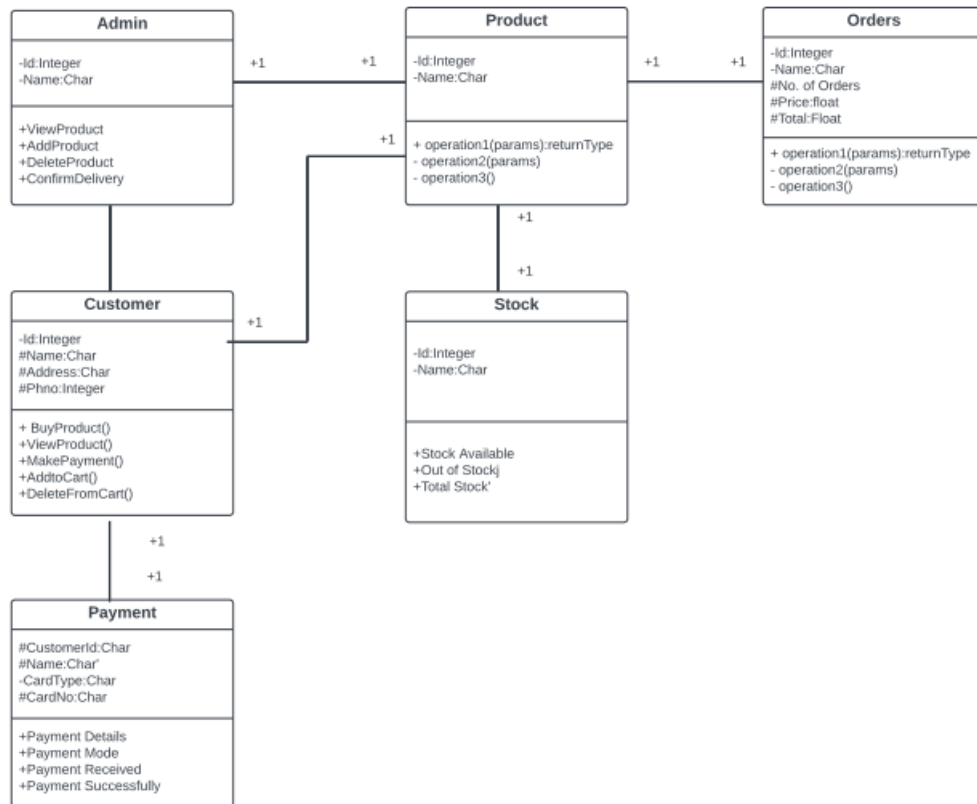 Admin
-Id:Integer
-Name:Char
+ViewProduct
+AddProduct
+DeleteProduct
+ConfirmDelivery
+1
+1
Product
-Id:Integer
-Name:Char
+ operation1(params):returnType
- operation2(params)
- operation3()
+1
+1
Orders
-Id:Integer
-Name:Char
#No. of Orders
#Price:float
#Total:Float
+ operation1(params):returnType
- operation2(params)
- operation3()
+1
+1
+1
+1
Customer
-Id:Integer
#Name:Char
#Address:Char
#Phno:Integer
+ BuyProduct()
+ViewProduct()
+MakePayment()
+AddtoCart()
+DeleteFromCart()
Stock
-Id:Integer
-Name:Char
+Stock Available
+Out of Stockj
+Total Stock'
+1
+1
Payment
#CustomerId:Char
#Name:Char'
-CardType:Char
#CardNo:Char
+Payment Details
+Payment Mode
+Payment Received
+Payment Successfully